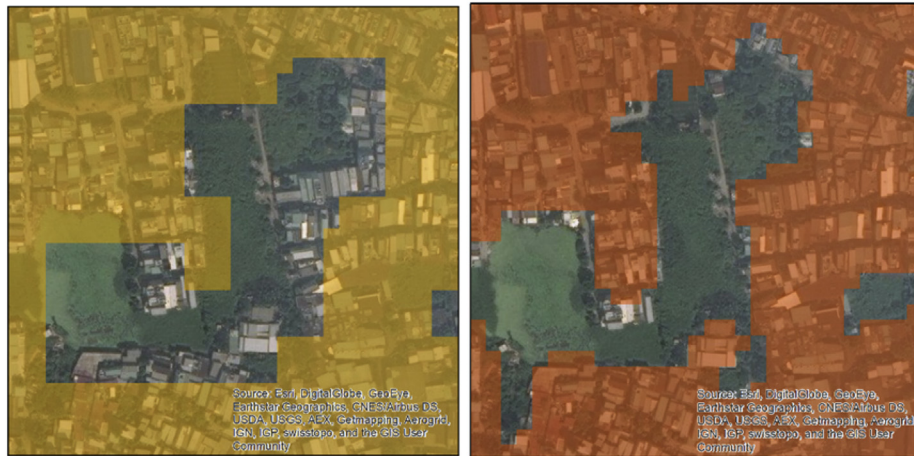 Source: Esri, DigitalGlobe, GeoEye,
Earthstar Geographics, CNES/Airbus DS,
USDA, USGS, AEX, Getmapping, Aerogrid,
IGN, IGP, swisstopo, and the GIS User
Community
Source: Esri, DigitalGlobe, GeoEye,
Earthstar Geographics, CNES/Airbus DS,
USDA, USGS, AEX, Getmapping, Aerogrid,
IGN, IGP, swisstopo, and the GIS User
Community